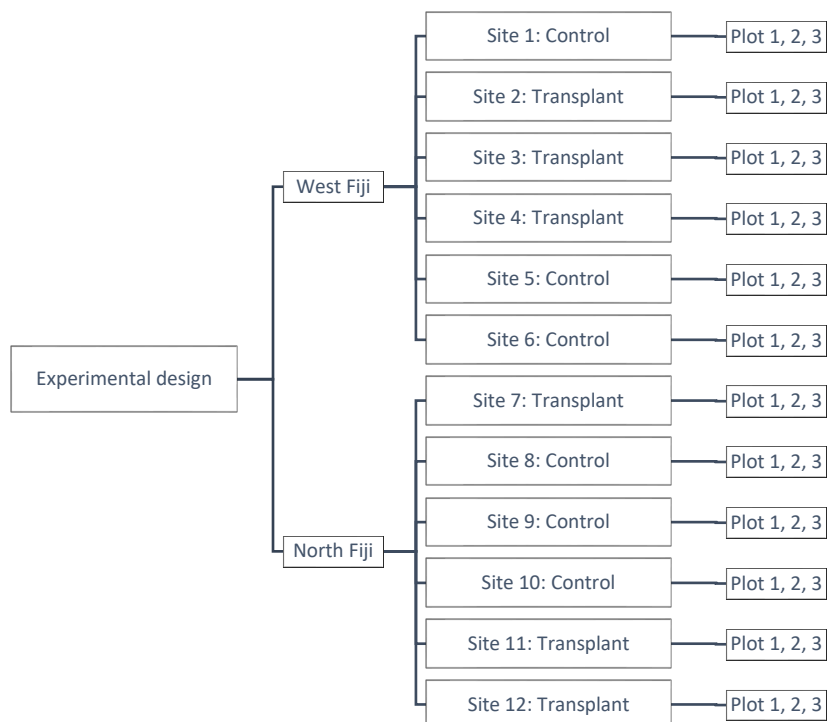 Experimental design
West Fiji
Site 1: Control
Plot 1, 2, 3
Site 2: Transplant
Plot 1, 2, 3
Site 3: Transplant
Plot 1, 2, 3
Site 4: Transplant
Plot 1, 2, 3
Site 5: Control
Plot 1, 2, 3
Site 6: Control
Plot 1, 2, 3
North Fiji
Site 7: Transplant
Plot 1, 2, 3
Site 8: Control
Plot 1, 2, 3
Site 9: Control
Plot 1, 2, 3
Site 10: Control
Plot 1, 2, 3
Site 11: Transplant
Plot 1, 2, 3
Site 12: Transplant
Plot 1, 2, 3